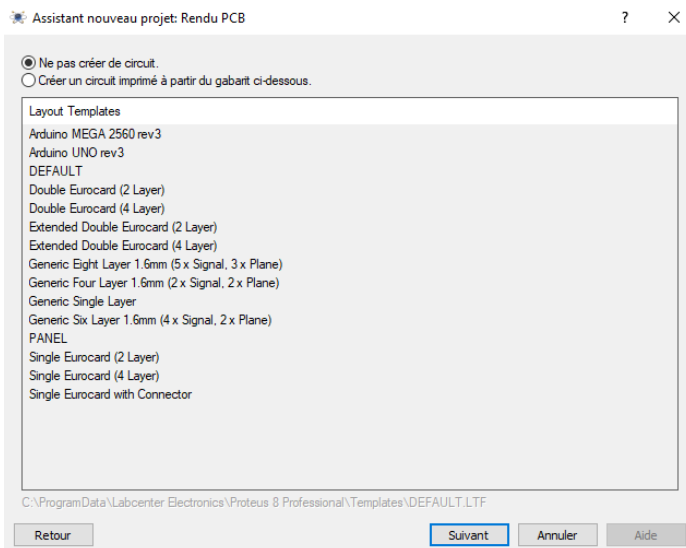 Assistant nouveau projet: Rendu PCB ? ×
Ne pas créer de circuit.
Créer un circuit imprimé à partir du gabarit ci-dessous.
Layout Templates
Arduino MEGA 2560 rev3
Arduino UNO rev3
DEFAULT
Double Eurocard (2 Layer)
Double Eurocard (4 Layer)
Extended Double Eurocard (2 Layer)
Extended Double Eurocard (4 Layer)
Generic Eight Layer 1.6mm (5 x Signal, 3 x Plane)
Generic Four Layer 1.6mm (2 x Signal, 2 x Plane)
Generic Single Layer
Generic Six Layer 1.6mm (4 x Signal, 2 x Plane)
PANEL
Single Eurocard (2 Layer)
Single Eurocard (4 Layer)
Single Eurocard with Connector
C:\ProgramData\Labcenter Electronics\Proteus 8 Professional\Templates\DEFAULT.LTF
Retour Suivant Annuler Aide